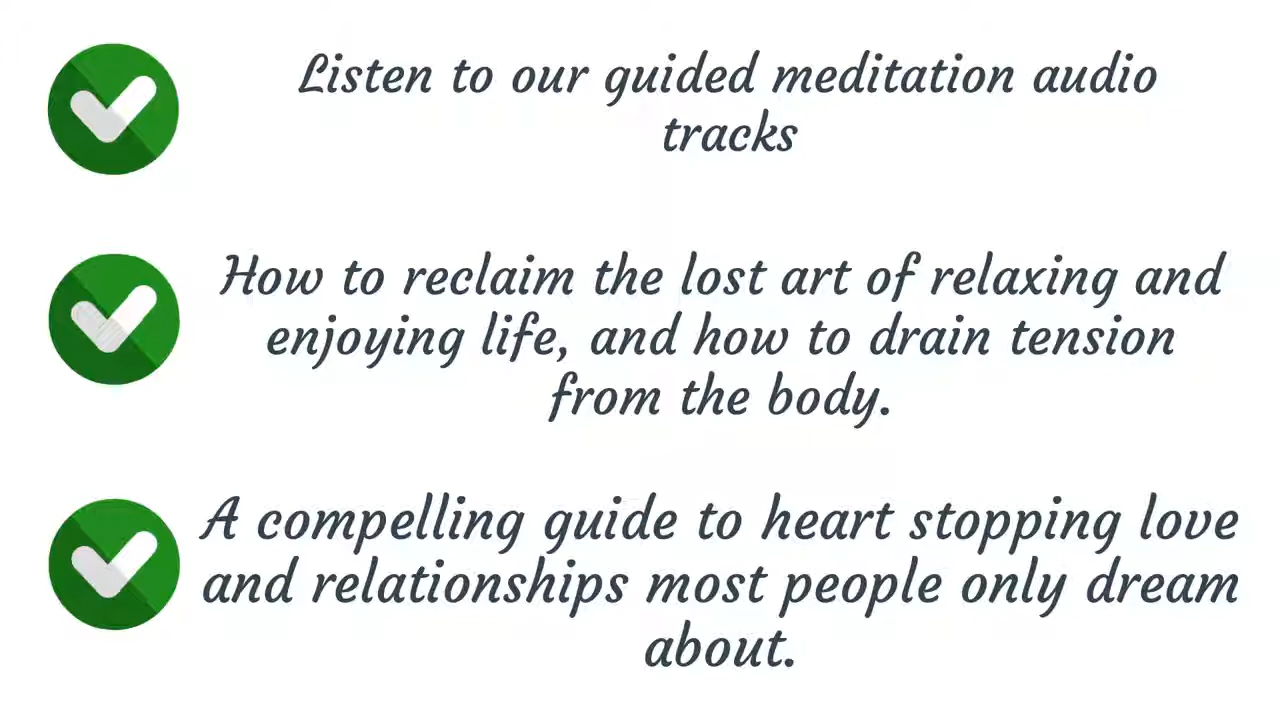 Listen to our guided meditation audio
tracks
How to reclaim the lost art of relaxing and
enjoying life, and how to drain tension
from the body.
A compelling guide to heart stopping love
and relationships most people only dream
about.